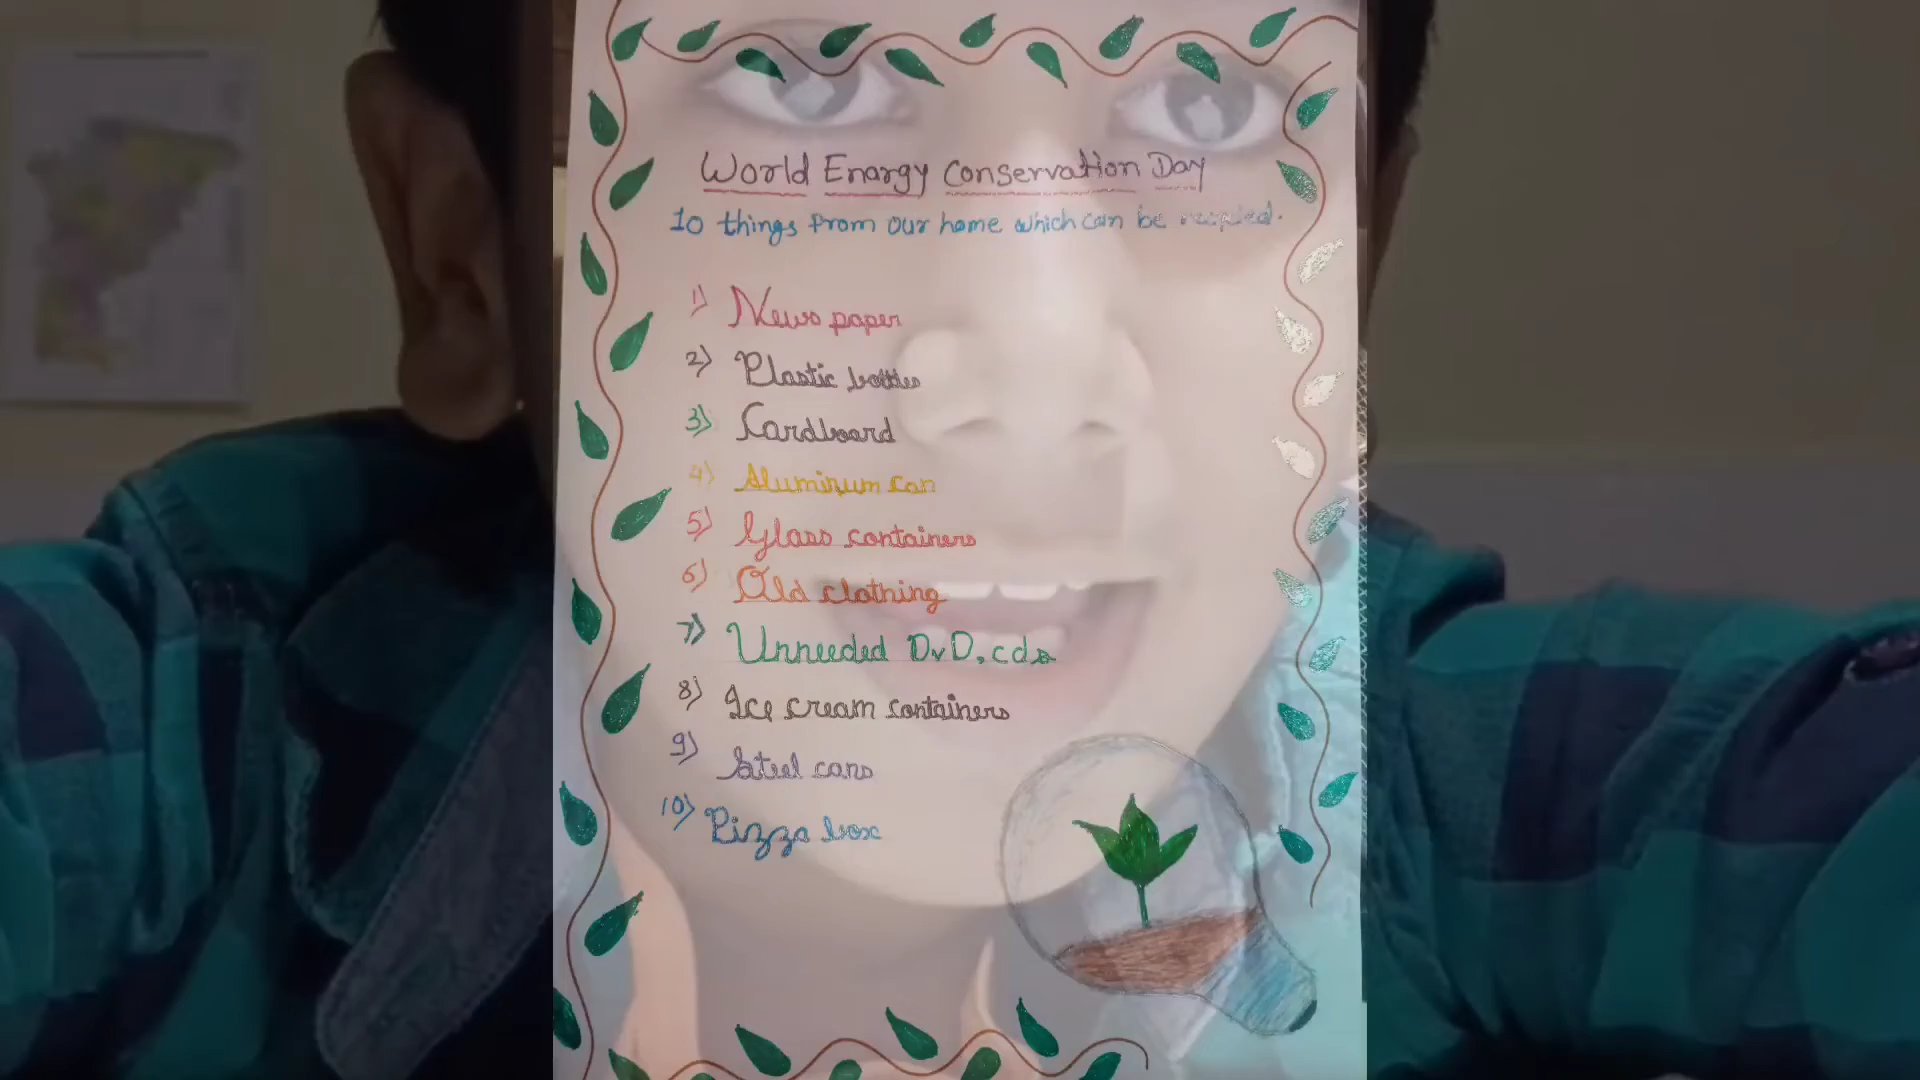 World Energy Conservation Day
10 things from our home which can be recycled.
1) News paper
2) Plastic bottles
3) Cardboard
4) Aluminum can
5) Glass containers
6) Old clothing
7) Unneeded DvD, cds
8) Ice cream containers
9) Steel cans
10) Pizza box